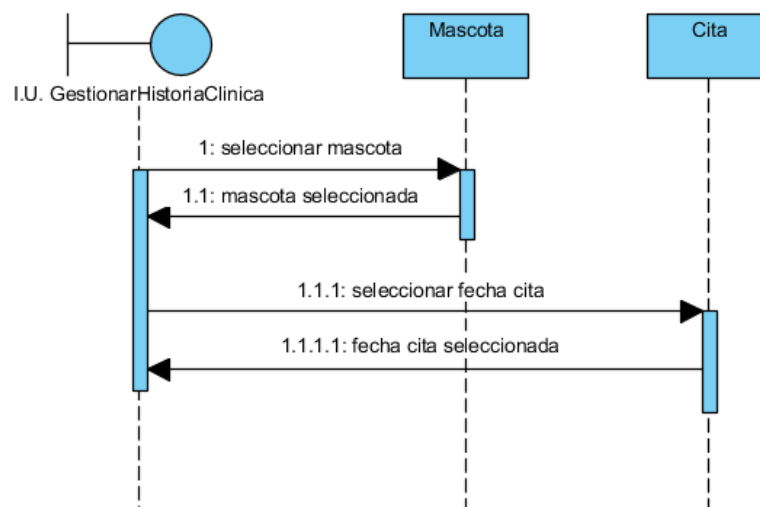 Mascota
Cita
I.U. GestionarHistoriaClinica
1: seleccionar mascota
1.1: mascota seleccionada
1.1.1: seleccionar fecha cita
1.1.1.1: fecha cita seleccionada